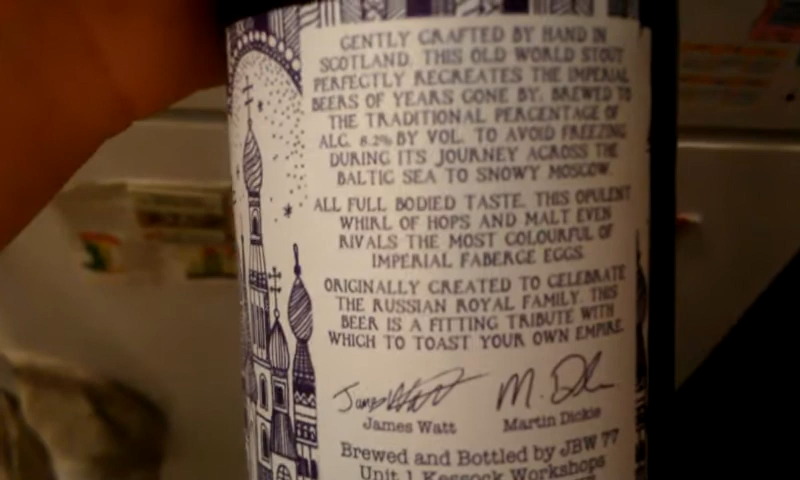 GENTLY CRAFTED BY HAND IN
SCOTLAND, THIS OLD WORLD STOUT
PERFECTLY RECREATES THE IMPERIAL
BEERS OF YEARS GONE BY; BREWED TO
THE TRADITIONAL PERCENTAGE OF
ALC. 8.2% BY VOL. TO AVOID FREEZING
DURING ITS JOURNEY ACROSS THE
BALTIC SEA TO SNOWY MOSCOW.
ALL FULL BODIED TASTE, THIS OPULENT
WHIRL OF HOPS AND MALT EVEN
RIVALS THE MOST COLOURFUL OF
IMPERIAL FABERGE EGGS.
ORIGINALLY CREATED TO CELEBRATE
THE RUSSIAN ROYAL FAMILY. THIS
BEER IS A FITTING TRIBUTE WITH
WHICH TO TOAST YOUR OWN EMPIRE.
James Watt M. Dickie
James Watt Martin Dickie
Brewed and Bottled by JBW 77
Unit 1 Kessock Workshops